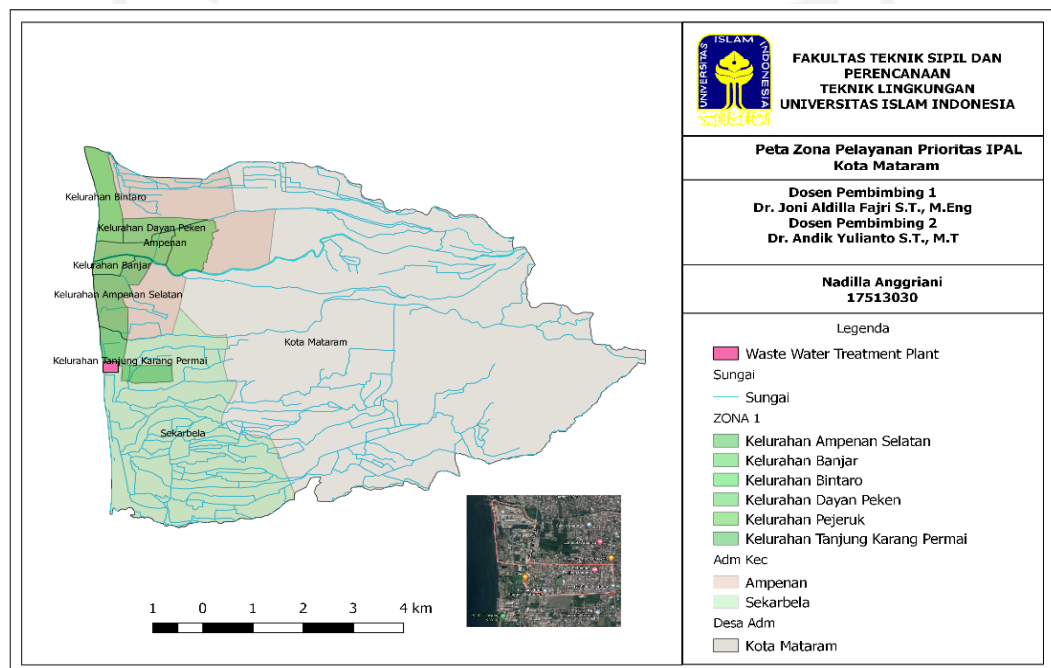 UNIVERSITAS ISLAM INDONESIA
FAKULTAS TEKNIK SIPIL DAN
PERENCANAAN
TEKNIK LINGKUNGAN
UNIVERSITAS ISLAM INDONESIA
Peta Zona Pelayanan Prioritas IPAL
Kota Mataram
Dosen Pembimbing 1
Dr. Joni Aldilla Fajri S.T., M.Eng
Dosen Pembimbing 2
Dr. Andik Yulianto S.T., M.T
Nadilla Anggriani
17513030
Legenda
Waste Water Treatment Plant
Sungai
Sungai
ZONA 1
Kelurahan Ampenan Selatan
Kelurahan Banjar
Kelurahan Bintaro
Kelurahan Dayan Peken
Kelurahan Pejeruk
Kelurahan Tanjung Karang Permai
Adm Kec
Ampenan
Sekarbela
Desa Adm
Kota Mataram
Kelurahan Bintaro
Kelurahan Dayan Peken
Ampenan
Kelurahan Banjar
Kelurahan Ampenan Selatan
Kota Mataram
Kelurahan Tanjung Karang Permai
Sekarbela
1 0 1 2 3 4 km